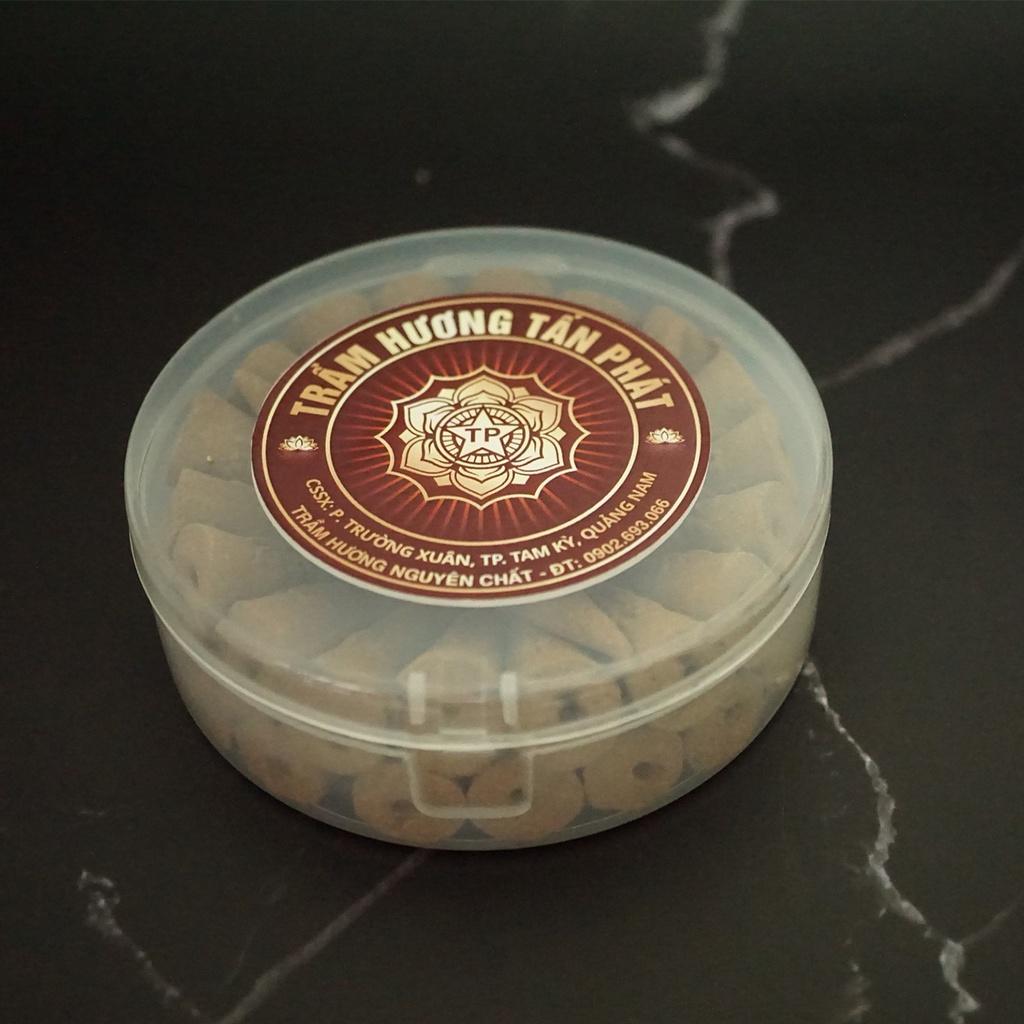 TRẦM HƯƠNG TẤN PHÁT
TP
CSSX: P. TRƯỜNG XUÂN, TP. TAM KỲ, QUẢNG NAM
TRẦM HƯƠNG NGUYÊN CHẤT - ĐT: 0902.693.066